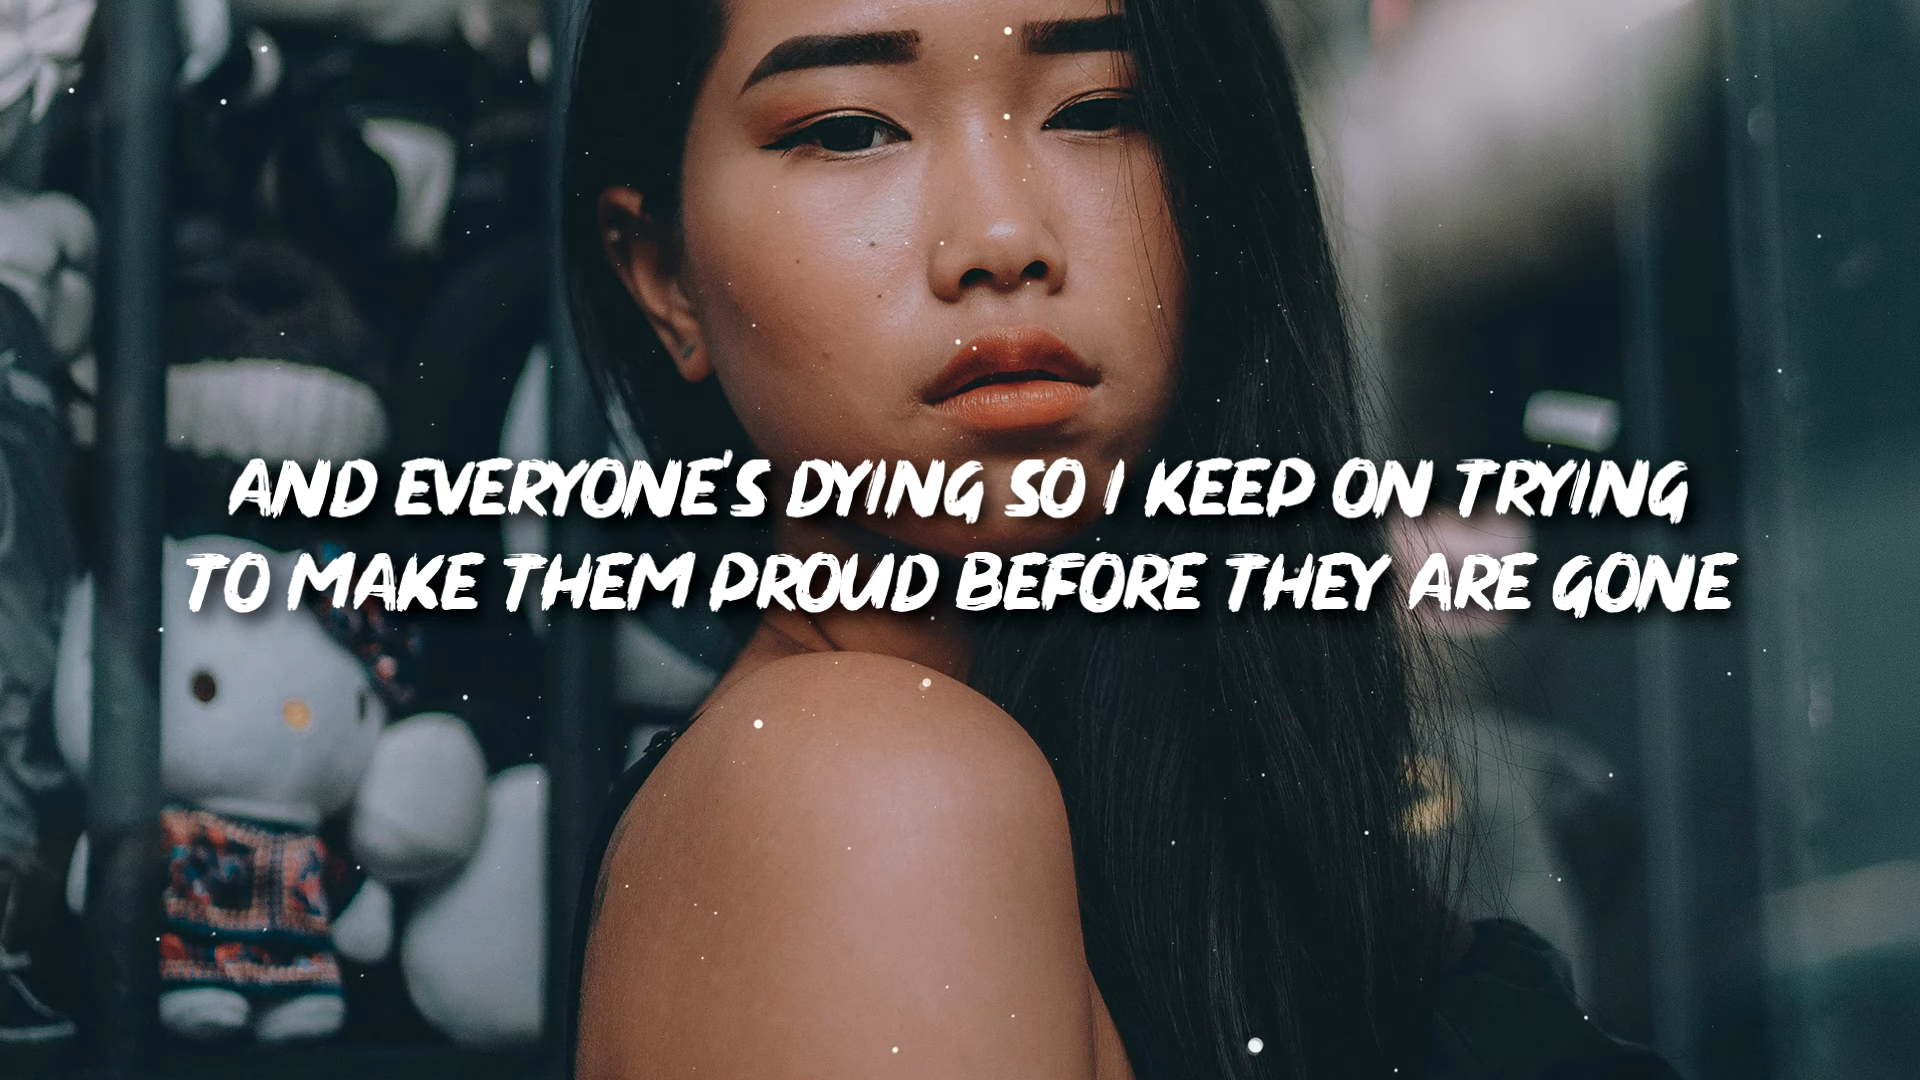 AND EVERYONE'S DYING SO I KEEP ON TRYING
TO MAKE THEM PROUD BEFORE THEY ARE GONE